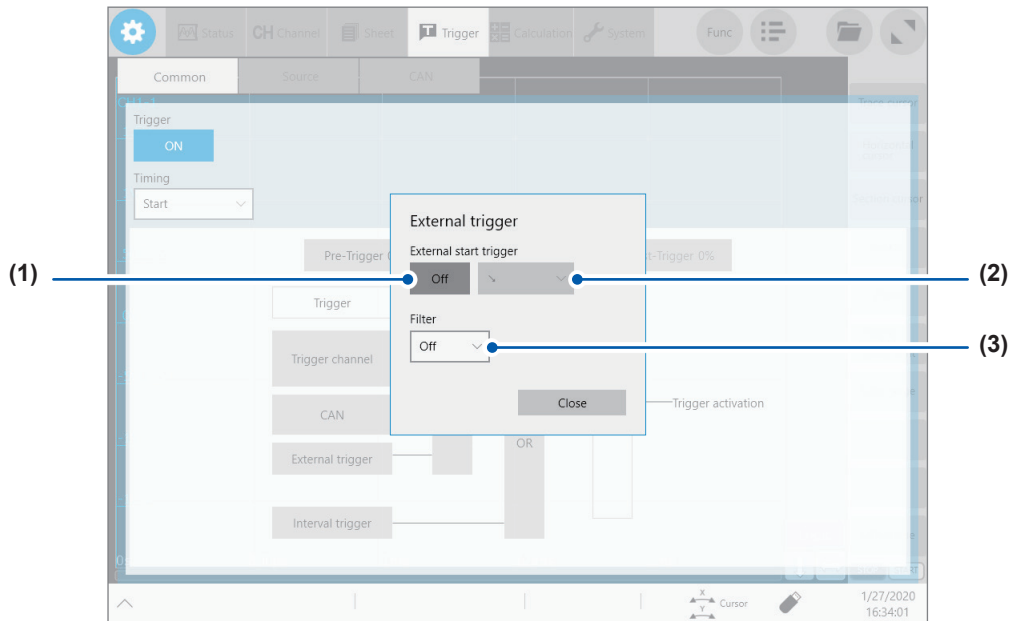 Status CH Channel Sheet Trigger Calculation System Func
Common Source CAN
Trigger
ON
Timing
Start
External trigger
External start trigger
(1) Off (2)
Filter
Off (3)
Close
Pre-Trigger
t-Trigger 0%
Trigger
Trigger channel
CAN
External trigger
Interval trigger
OR
Trigger activation
X
Y
Cursor
1/27/2020
16:34:01